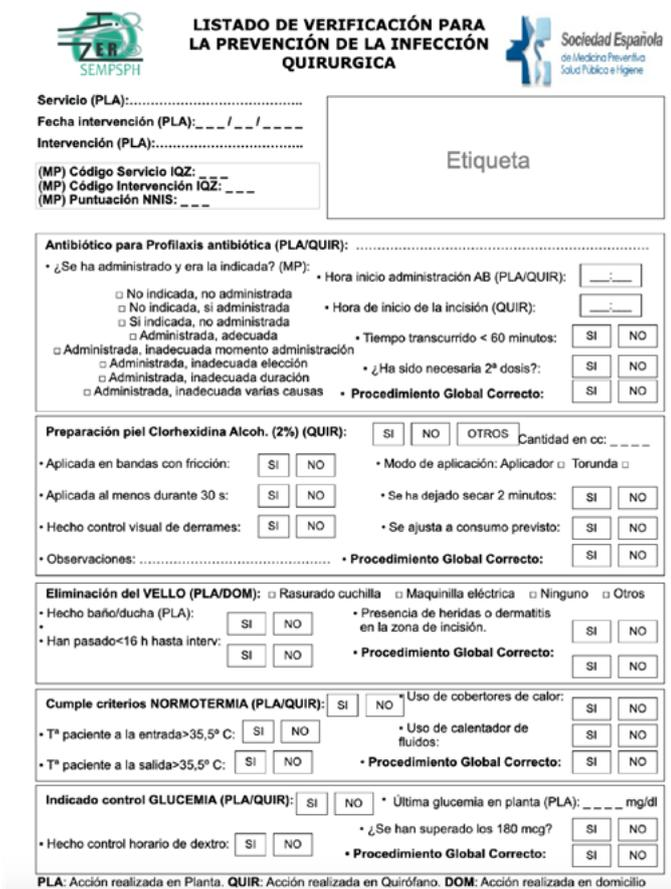 I.
ZER
SEMPSPH
LISTADO DE VERIFICACIÓN PARA
LA PREVENCIÓN DE LA INFECCIÓN
QUIRURGICA
Sociedad Española
de Medicina Preventiva
Salud Pública e Higiene
Servicio (PLA):..........................................
Fecha intervención (PLA):_ _ _ / _ _ / _ _ _ _
Intervención (PLA):...................................
(MP) Código Servicio IQZ: _ _ _
(MP) Código Intervención IQZ: _ _ _
(MP) Puntuación NNIS: _ _ _
Etiqueta
Antibiótico para Profilaxis antibiótica (PLA/QUIR): ......................................................................
• ¿Se ha administrado y era la indicada? (MP):
□ No indicada, no administrada
□ No indicada, si administrada
□ Si indicada, no administrada
□ Administrada, adecuada
□ Administrada, inadecuada momento administración
□ Administrada, inadecuada elección
□ Administrada, inadecuada duración
□ Administrada, inadecuada varias causas
• Hora inicio administración AB (PLA/QUIR): __:__
• Hora de inicio de la incisión (QUIR): __:__
• Tiempo transcurrido < 60 minutos: SI NO
• ¿Ha sido necesaria 2ª dosis?: SI NO
• Procedimiento Global Correcto: SI NO
Preparación piel Clorhexidina Alcoh. (2%) (QUIR): SI NO OTROS Cantidad en cc: _ _ _ _
• Aplicada en bandas con fricción: SI NO • Modo de aplicación: Aplicador □ Torunda □
• Aplicada al menos durante 30 s: SI NO • Se ha dejado secar 2 minutos: SI NO
• Hecho control visual de derrames: SI NO • Se ajusta a consumo previsto: SI NO
• Observaciones: .............................................. • Procedimiento Global Correcto: SI NO
Eliminación del VELLO (PLA/DOM): □ Rasurado cuchilla □ Maquinilla eléctrica □ Ninguno □ Otros
• Hecho baño/ducha (PLA): SI NO
•
• Han pasado<16 h hasta interv: SI NO
• Presencia de heridas o dermatitis
en la zona de incisión. SI NO
• Procedimiento Global Correcto: SI NO
Cumple criterios NORMOTERMIA (PLA/QUIR): SI NO • Uso de cobertores de calor: SI NO
• Tª paciente a la entrada>35,5º C: SI NO • Uso de calentador de
fluidos: SI NO
• Tª paciente a la salida>35,5º C: SI NO • Procedimiento Global Correcto: SI NO
Indicado control GLUCEMIA (PLA/QUIR): SI NO • Última glucemia en planta (PLA): _ _ _ _ mg/dl
• ¿Se han superado los 180 mcg? SI NO
• Hecho control horario de dextro: SI NO
• Procedimiento Global Correcto: SI NO
PLA: Acción realizada en Planta. QUIR: Acción realizada en Quirófano. DOM: Acción realizada en domicilio